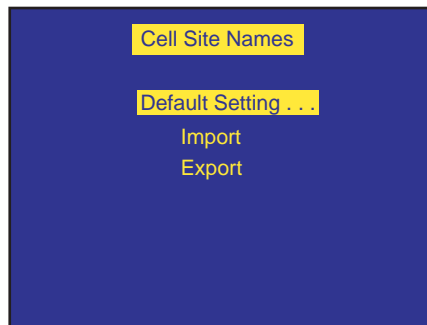 Cell Site Names
Default Setting . . .
Import
Export